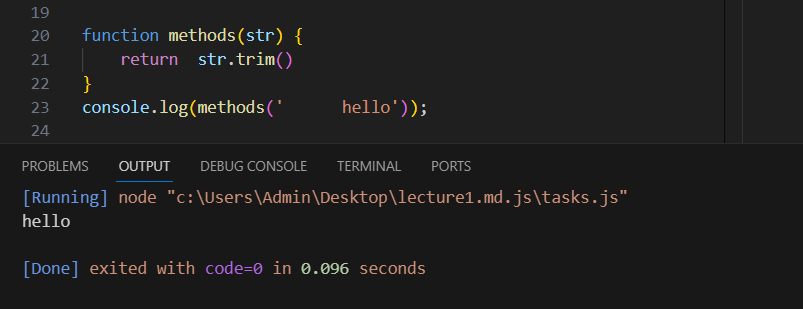 19
20 function methods(str) {
21     return  str.trim()
22 }
23 console.log(methods('      hello'));
24
PROBLEMS OUTPUT DEBUG CONSOLE TERMINAL PORTS
[Running] node "c:\Users\Admin\Desktop\lecture1.md.js\tasks.js"
hello
[Done] exited with code=0 in 0.096 seconds